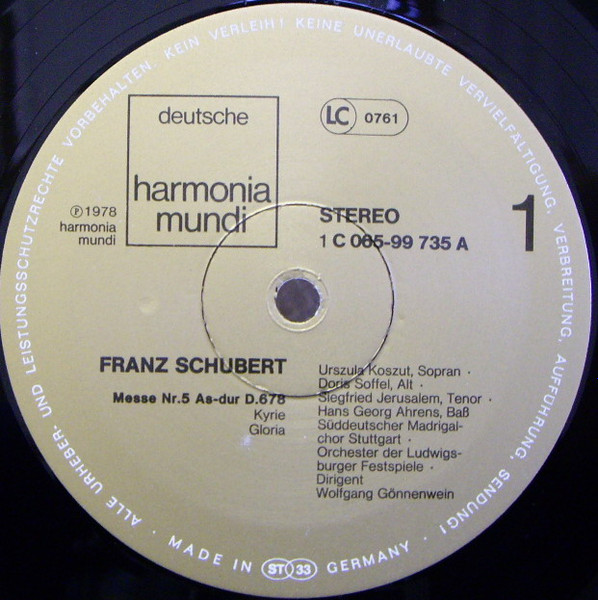 ALLE URHEBER- UND LEISTUNGSSCHUTZRECHTE VORBEHALTEN. KEIN VERLEIH! KEINE UNERLAUBTE VERVIELFÄLTIGUNG, VERBREITUNG, AUFFÜHRUNG, SENDUNG!
deutsche
harmonia
mundi
LC 0761
Ⓟ1978
harmonia
mundi
STEREO
1 C 065-99 735 A
1
FRANZ SCHUBERT
Messe Nr.5 As-dur D.678
Kyrie
Gloria
Urszula Koszut, Sopran ·
Doris Soffel, Alt ·
Siegfried Jerusalem, Tenor ·
Hans Georg Ahrens, Baß
Süddeutscher Madrigal-
chor Stuttgart ·
Orchester der Ludwigs-
burger Festspiele ·
Dirigent
Wolfgang Gönnenwein
· MADE IN ST 33 GERMANY ·